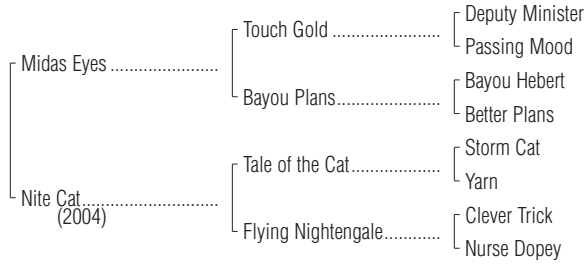 Deputy Minister
Touch Gold ........................
Passing Mood
Midas Eyes ........................
Bayou Hebert
Bayou Plans.......................
Better Plans
Storm Cat
Tale of the Cat....................
Yarn
Nite Cat..............................
(2004)
Clever Trick
Flying Nightengale............
Nurse Dopey